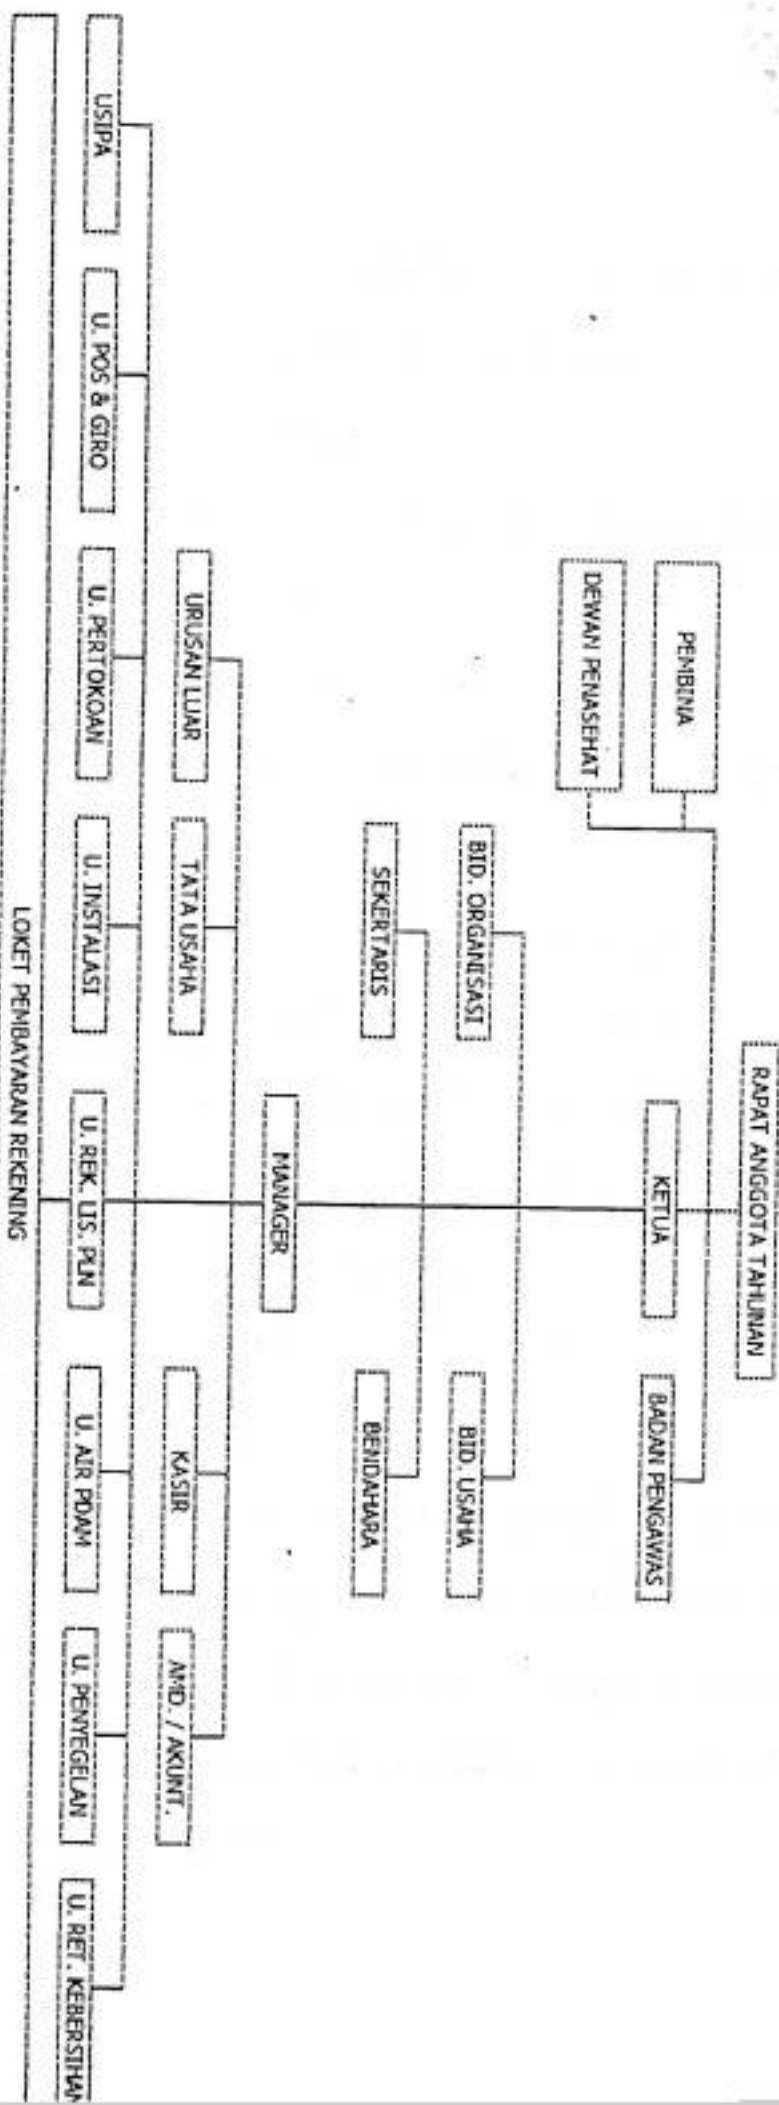 RAPAT ANGGOTA TAHUNAN
PEMBINA
KETUA
BADAN PENGAWAS
DEWAN PENASEHAT
BID. ORGANISASI
BID. USAHA
SEKERTARIS
BENDAHARA
MANAGER
URUSAN LUAR
TATA USAHA
KASIR
AMD. / AKUNT.
USIPA
U. POS & GIRO
U. PERTOKOAN
U. INSTALASI
U. REK. LIS. PLN
U. AIR PDAM
U. PENYEGELAN
U. RET. KEBERSIHAN
LOKET PEMBAYARAN REKENING